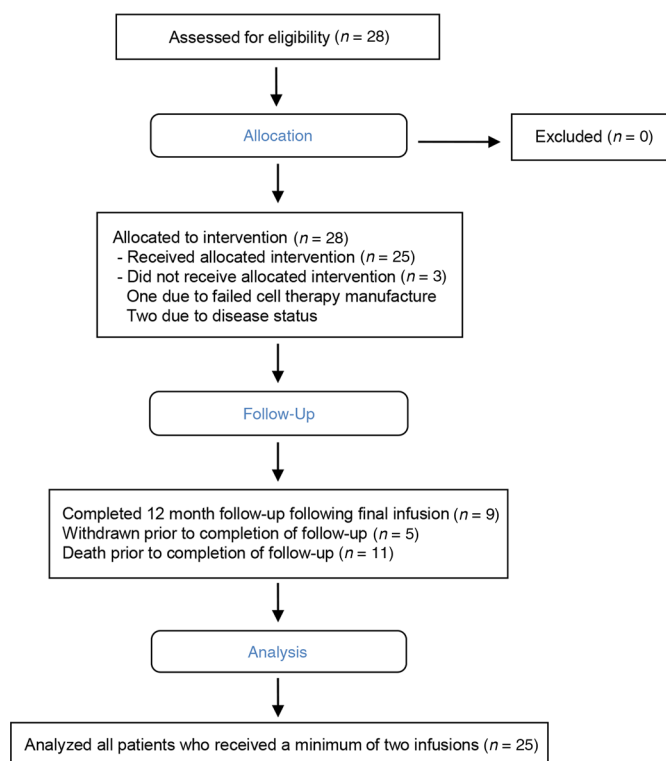 Assessed for eligibility (n = 28)
Allocation
Excluded (n = 0)
Allocated to intervention (n = 28)
- Received allocated intervention (n = 25)
- Did not receive allocated intervention (n = 3)
One due to failed cell therapy manufacture
Two due to disease status
Follow-Up
Completed 12 month follow-up following final infusion (n = 9)
Withdrawn prior to completion of follow-up (n = 5)
Death prior to completion of follow-up (n = 11)
Analysis
Analyzed all patients who received a minimum of two infusions (n = 25)